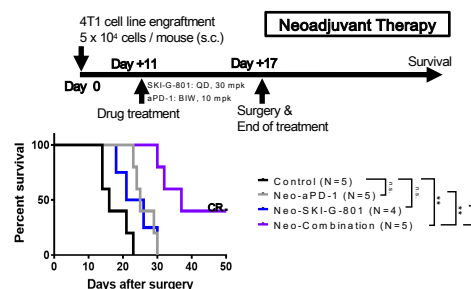 4T1 cell line engraftment
5 x 10⁴ cells / mouse (s.c.)
Neoadjuvant Therapy
Day 0
Day +11
Day +17
Survival
SKI-G-801: QD, 30 mpk
aPD-1: BIW, 10 mpk
Drug treatment
Surgery &
End of treatment
Percent survival
100
50
0
0 10 20 30 40 50
Days after surgery
CR
Control (N=5)
Neo-aPD-1 (N=5)
Neo-SKI-G-801 (N=4)
Neo-Combination (N=5)
n.s.
n.s.
**
**